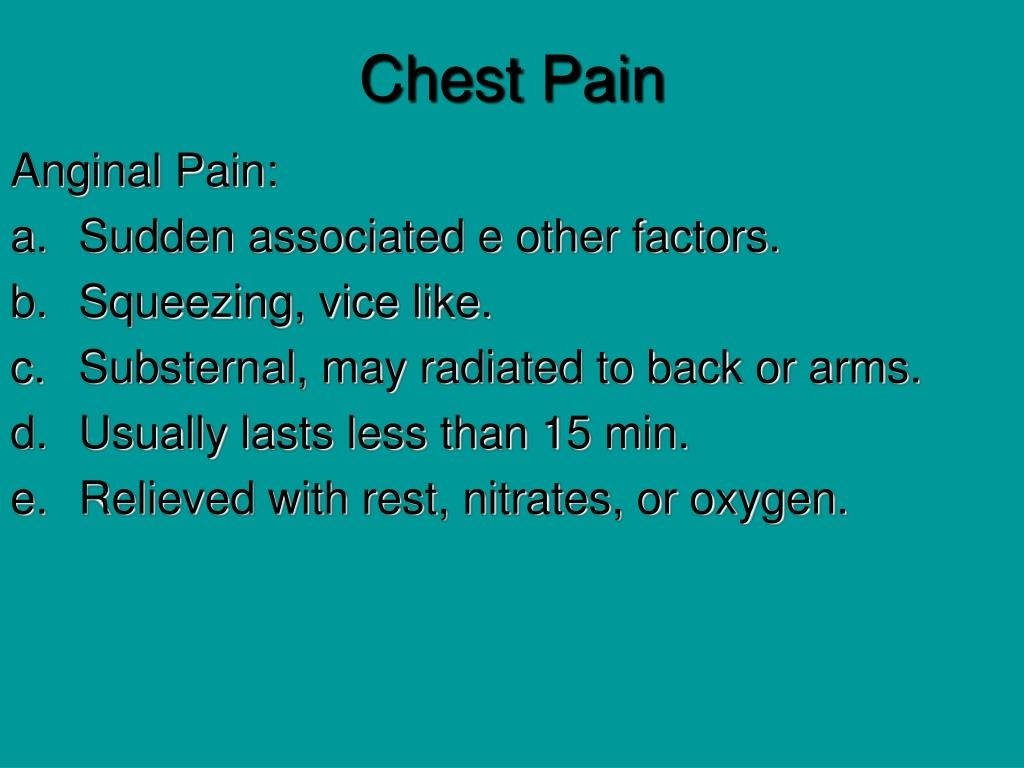 Chest Pain
Anginal Pain:
a. Sudden associated e other factors.
b. Squeezing, vice like.
c. Substernal, may radiated to back or arms.
d. Usually lasts less than 15 min.
e. Relieved with rest, nitrates, or oxygen.